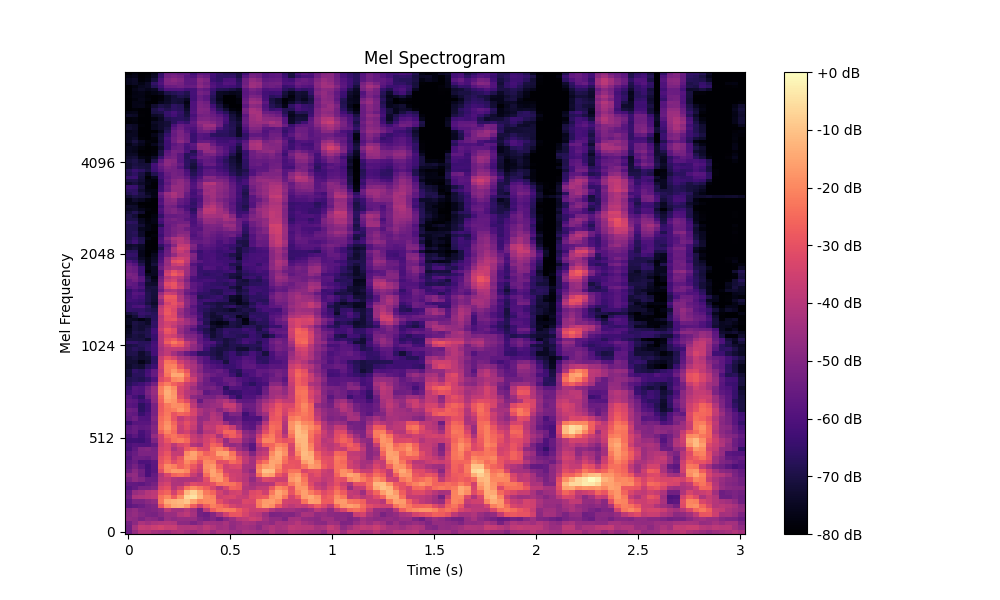 Mel Spectrogram
Mel Frequency
4096
2048
1024
512
0
0 0.5 1 1.5 2 2.5 3
Time (s)
+0 dB
-10 dB
-20 dB
-30 dB
-40 dB
-50 dB
-60 dB
-70 dB
-80 dB